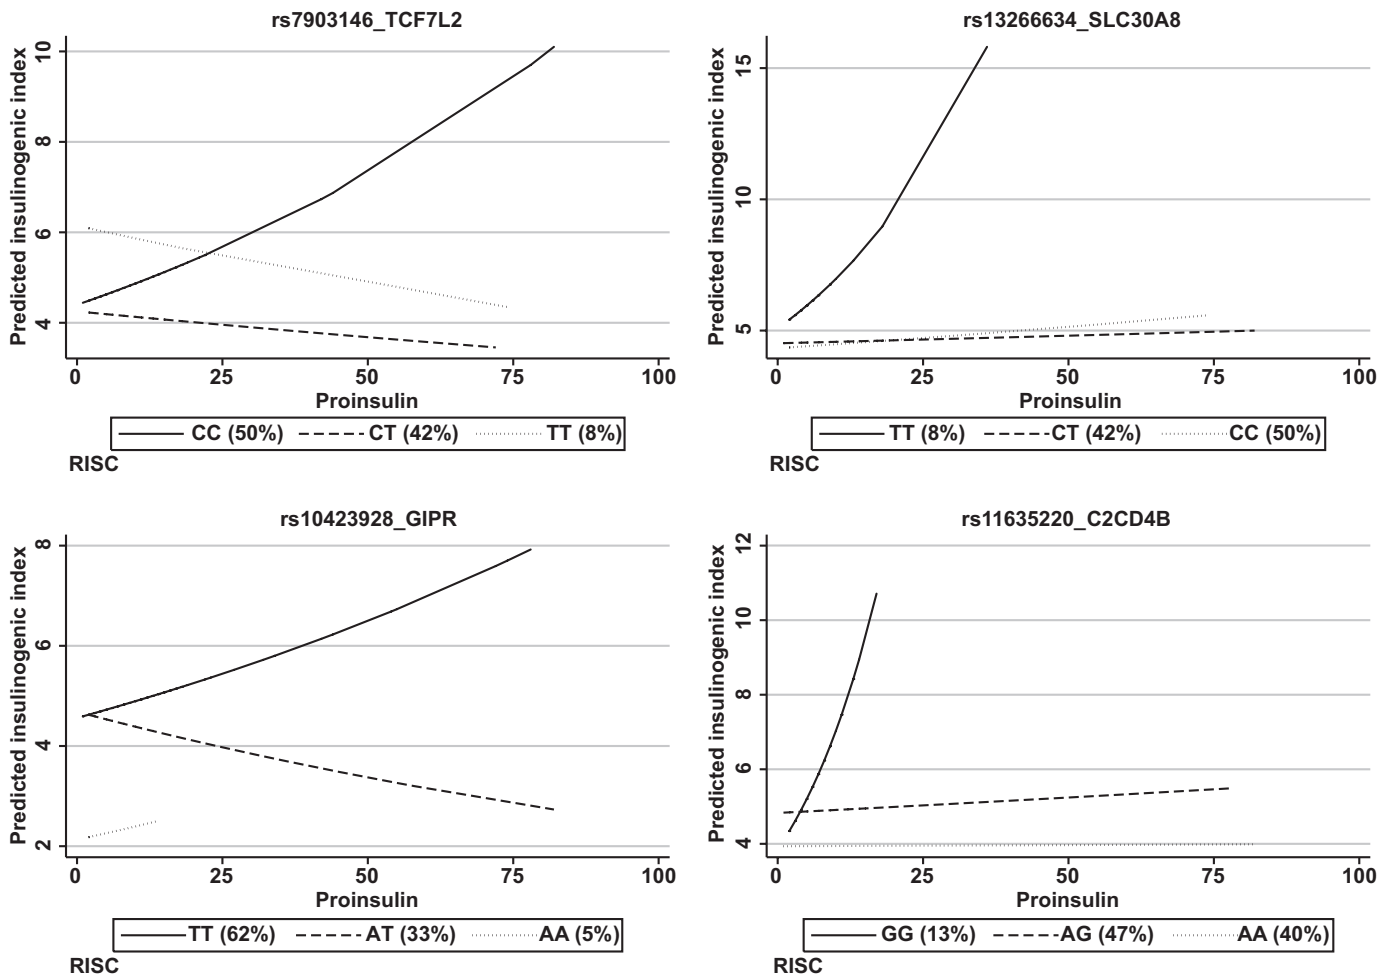 rs7903146_TCF7L2
Predicted insulinogenic index
10
8
6
4
0 25 50 75 100
Proinsulin
CC (50%) CT (42%) TT (8%)
RISC
rs13266634_SLC30A8
Predicted insulinogenic index
15
10
5
0 25 50 75 100
Proinsulin
TT (8%) CT (42%) CC (50%)
RISC
rs10423928_GIPR
Predicted insulinogenic index
8
6
4
2
0 25 50 75 100
Proinsulin
TT (62%) AT (33%) AA (5%)
RISC
rs11635220_C2CD4B
Predicted insulinogenic index
12
10
8
6
4
0 25 50 75 100
Proinsulin
GG (13%) AG (47%) AA (40%)
RISC